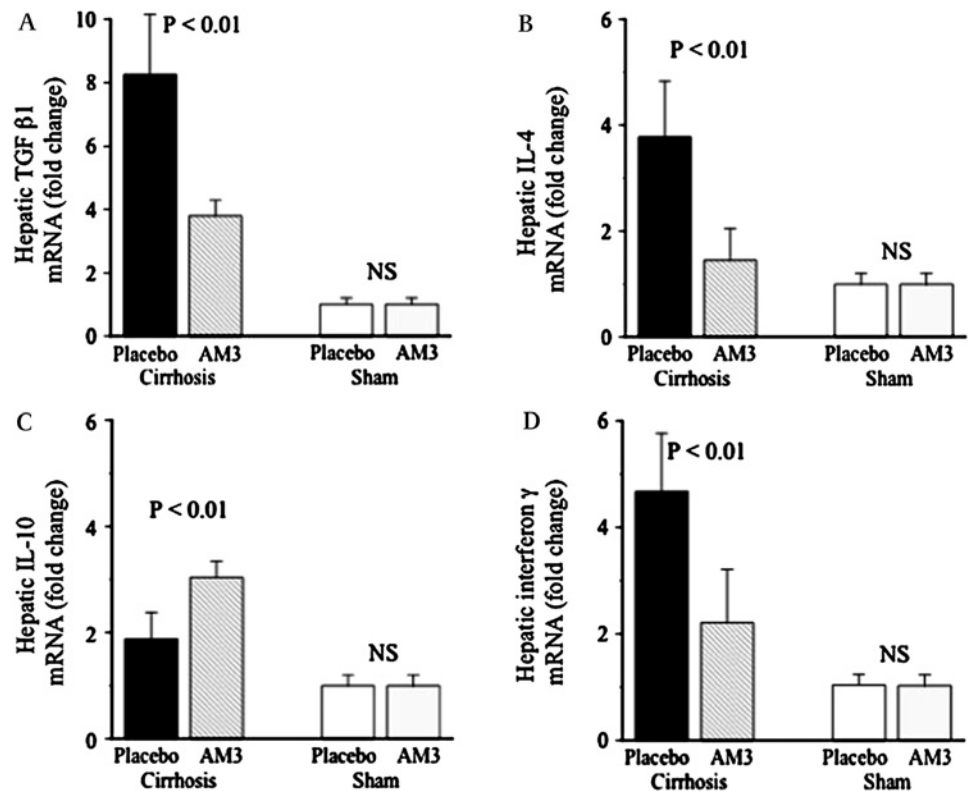 A
Hepatic TGF β1
mRNA (fold change)
10
8
6
4
2
0
P < 0.01
NS
Placebo AM3 Placebo AM3
Cirrhosis Sham
B
Hepatic IL-4
mRNA (fold change)
6
4
2
0
P < 0.01
NS
Placebo AM3 Placebo AM3
Cirrhosis Sham
C
Hepatic IL-10
mRNA (fold change)
6
4
2
0
P < 0.01
NS
Placebo AM3 Placebo AM3
Cirrhosis Sham
D
Hepatic interferon γ
mRNA (fold change)
6
4
2
0
P < 0.01
NS
Placebo AM3 Placebo AM3
Cirrhosis Sham